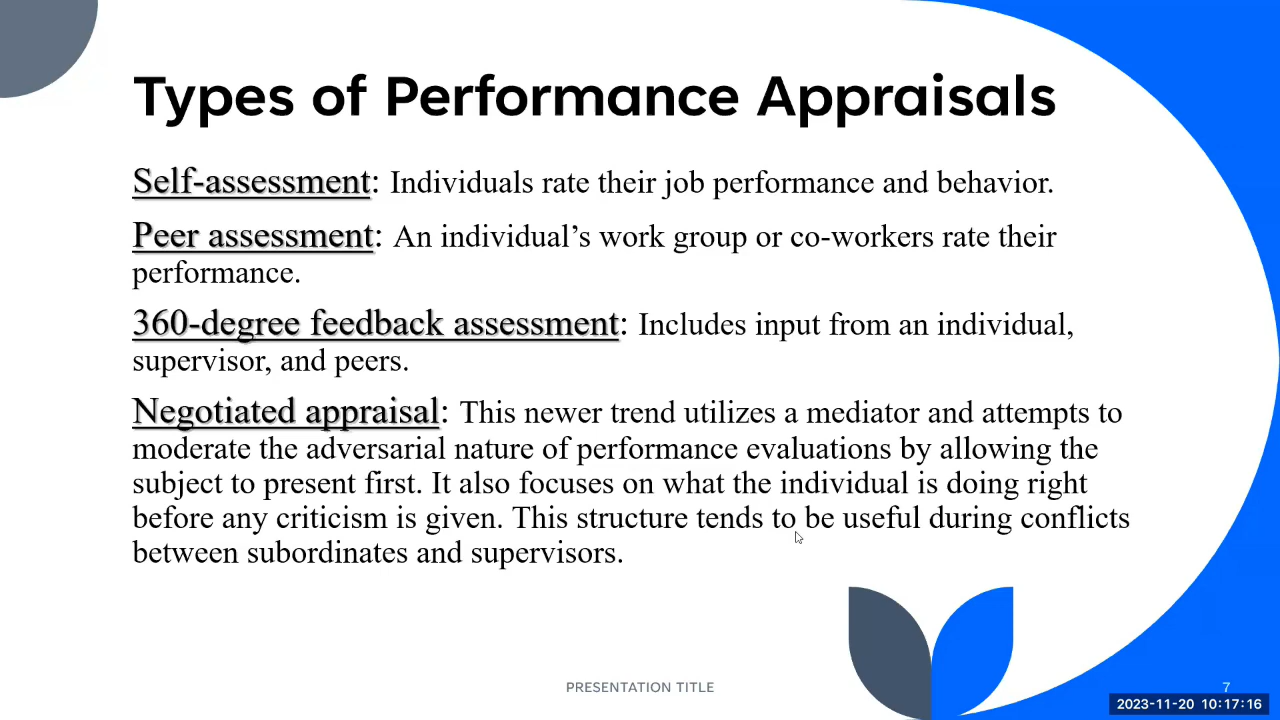 Types of Performance Appraisals
Self-assessment: Individuals rate their job performance and behavior.
Peer assessment: An individual’s work group or co-workers rate their
performance.
360-degree feedback assessment: Includes input from an individual,
supervisor, and peers.
Negotiated appraisal: This newer trend utilizes a mediator and attempts to
moderate the adversarial nature of performance evaluations by allowing the
subject to present first. It also focuses on what the individual is doing right
before any criticism is given. This structure tends to be useful during conflicts
between subordinates and supervisors.
PRESENTATION TITLE
7
2023-11-20 10:17:16